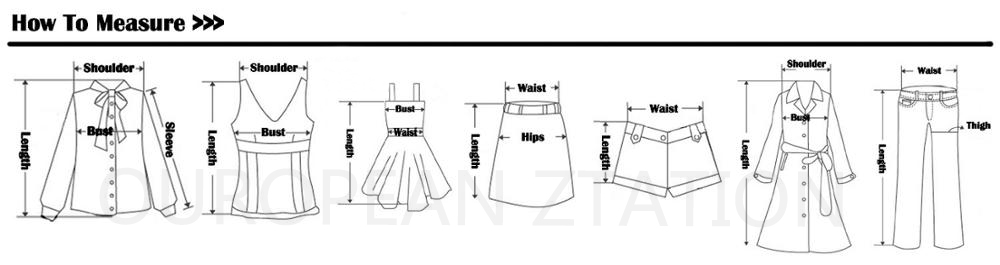 How To Measure >>>
Shoulder
Length
Bust
Sleeve
Shoulder
Length
Bust
Length
Bust
Waist
Waist
Length
Hips
Waist
Length
Shoulder
Length
Bust
Waist
Length
Thigh
OUROPEAN ZTATION